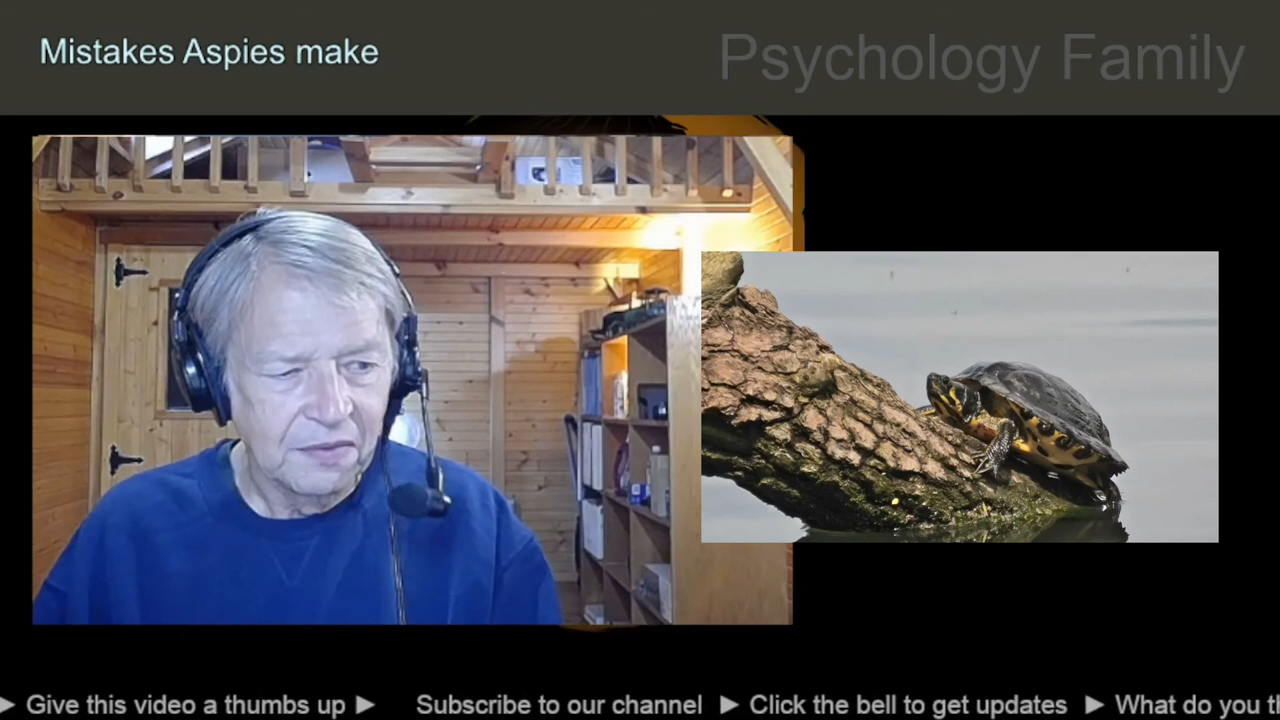 Mistakes Aspies make
Psychology Family
Give this video a thumbs up Subscribe to our channel Click the bell to get updates What do you